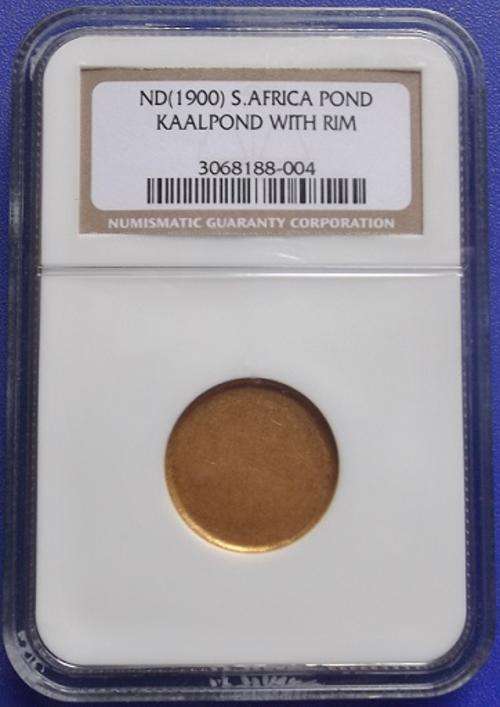 ND(1900) S.AFRICA POND
KAALPOND WITH RIM
3068188-004
NUMISMATIC GUARANTY CORPORATION